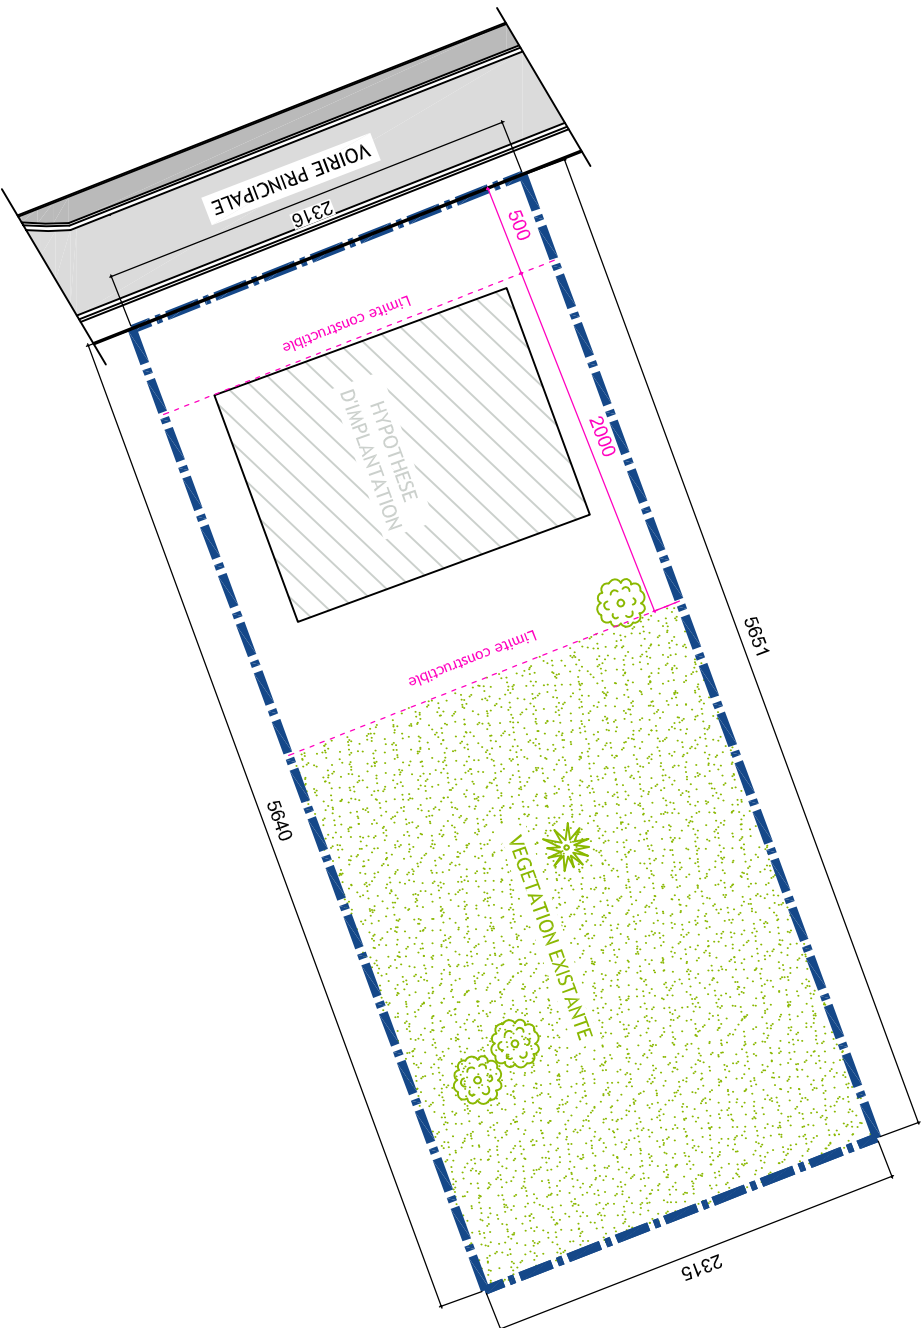 VOIRIE PRINCIPALE
2316
500
Limite constructible
HYPOTHESE
D'IMPLANTATION
2000
Limite constructible
5651
5640
VEGETATION EXISTANTE
2315